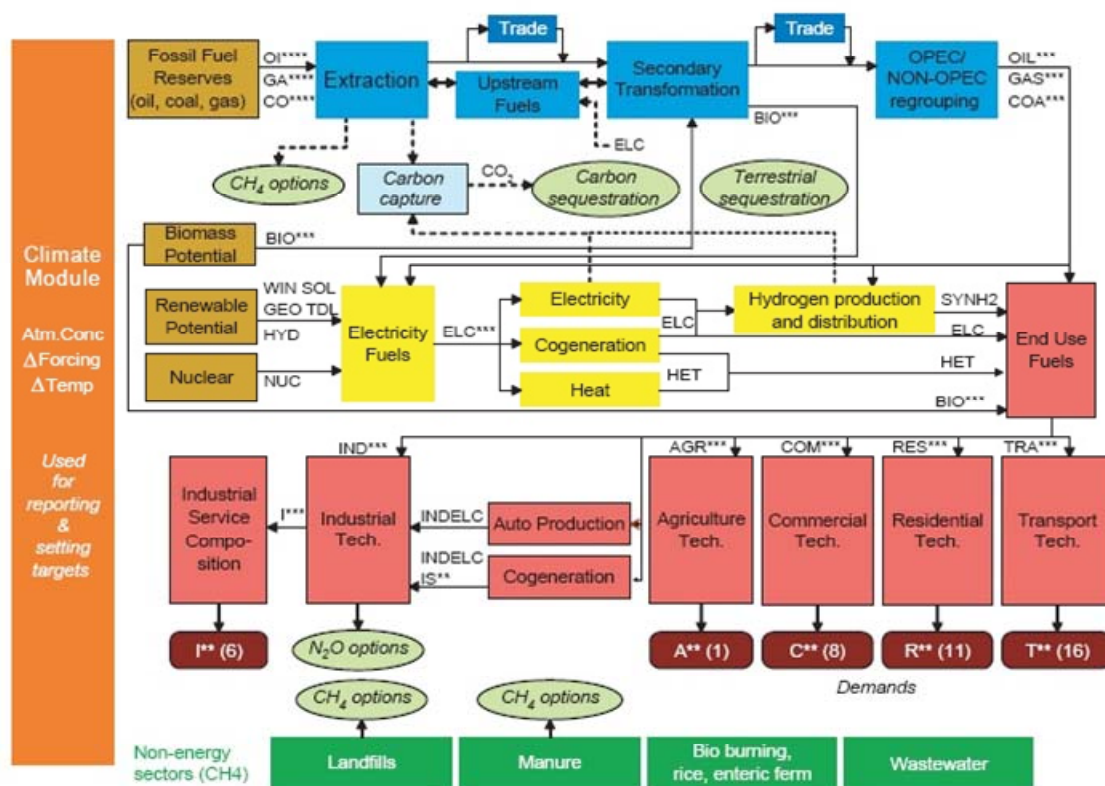 Trade
Trade
Fossil Fuel
Reserves
(oil, coal, gas)
OI****
GA****
CO****
Extraction
Upstream
Fuels
Secondary
Transformation
OPEC/
NON-OPEC
regrouping
OIL***
GAS***
COA***
BIO***
ELC
CH4 options
Carbon
capture
CO2
Carbon
sequestration
Terrestrial
sequestration
Climate
Module
Atm.Conc
ΔForcing
ΔTemp
Used
for
reporting
&
setting
targets
Biomass
Potential
BIO***
Renewable
Potential
WIN SOL
GEO TDL
HYD
Nuclear
NUC
Electricity
Fuels
ELC***
Electricity
Cogeneration
Heat
ELC
HET
Hydrogen production
and distribution
SYNH2
ELC
HET
BIO***
End Use
Fuels
IND***
AGR***
COM***
RES***
TRA***
Industrial
Service
Compo-
sition
I***
Industrial
Tech.
INDELC
Auto Production
INDELC
IS**
Cogeneration
Agriculture
Tech.
Commercial
Tech.
Residential
Tech.
Transport
Tech.
I** (6)
N2O options
A** (1)
C** (8)
R** (11)
T** (16)
Demands
CH4 options
CH4 options
Non-energy
sectors (CH4)
Landfills
Manure
Bio burning,
rice, enteric ferm
Wastewater